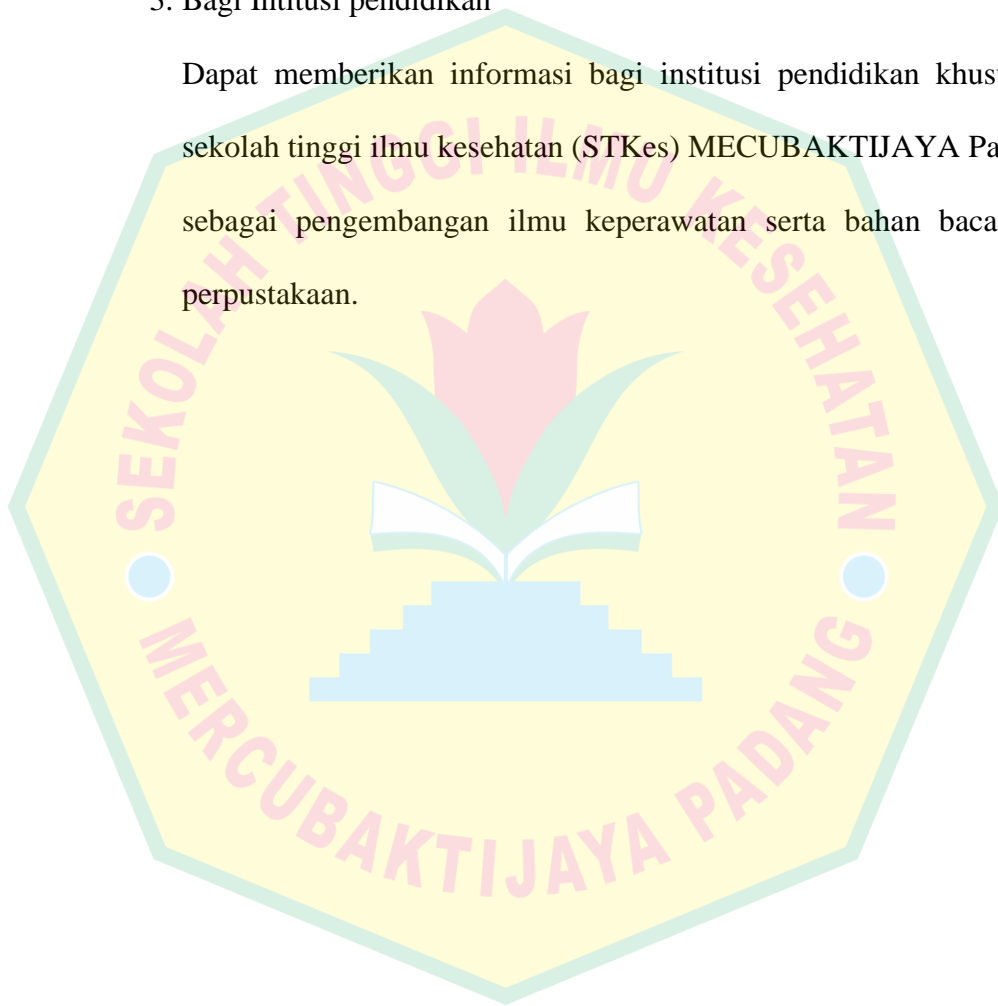 3. Bagi Intitusi pendidikan
Dapat memberikan informasi bagi institusi pendidikan khusu
sekolah tinggi ilmu kesehatan (STKes) MECUBAKTIJAYA Pa
sebagai pengembangan ilmu keperawatan serta bahan baca
perpustakaan.
SEKOLAH TINGGI ILMU KESEHATAN
MERCUBAKTIJAYA PADANG